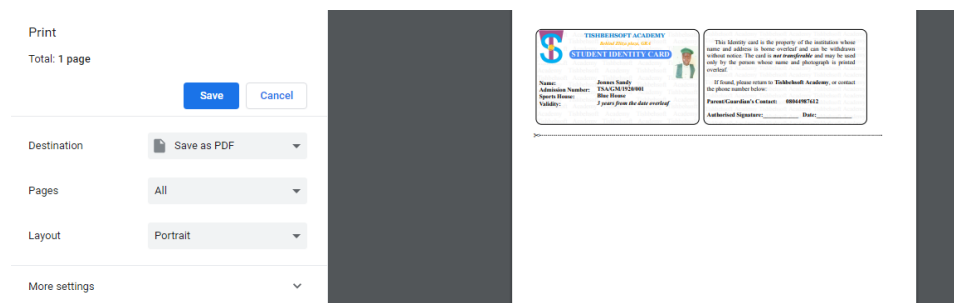 Print
Total: 1 page
Save
Cancel
Destination
Save as PDF
Pages
All
Layout
Portrait
More settings
TISHBEHSOFT ACADEMY
STUDENT IDENTITY CARD
Name: Jonnes Sandy
Admission Number: TSA/GM/1920/001
Sports House: Blue House
Validity: 3 years from the date overleaf
This Identity card is the property of the institution whose
name and address is borne overleaf and can be withdrawn
without notice. The card is not transferable and may be used
only by the person whose name and photograph is printed
overleaf.
If found, please return to Tishbehsoft Academy, or contact
the phone number below:
Parent/Guardian's Contact: 08044987612
Authorised Signature:____________ Date:____________